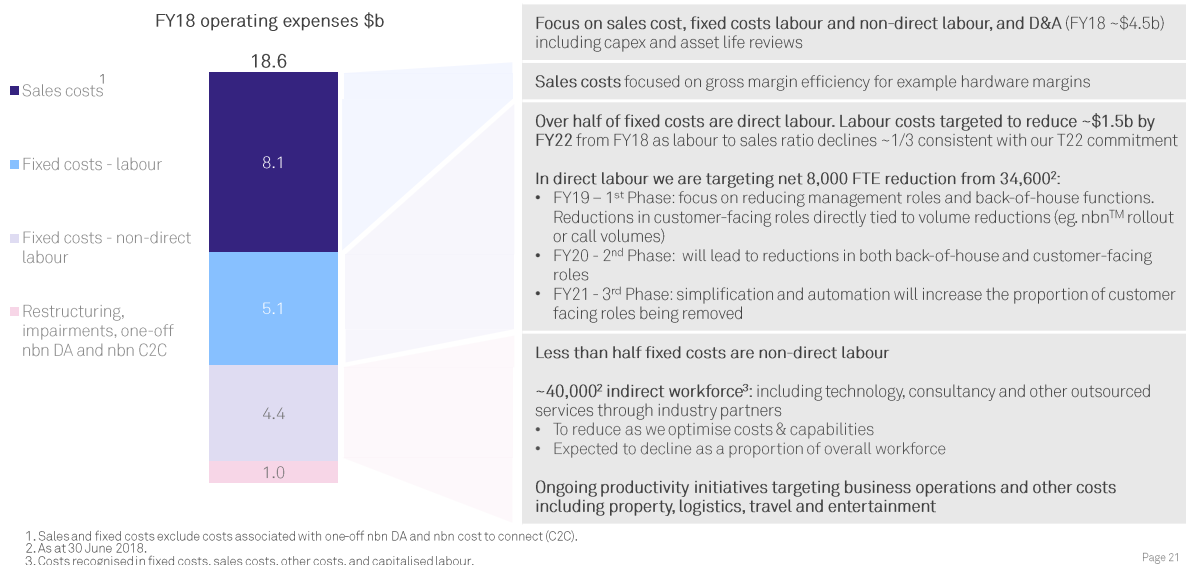 FY18 operating expenses $b
18.6
Sales costs1
Fixed costs - labour
Fixed costs - non-direct
labour
Restructuring,
impairments, one-off
nbn DA and nbn C2C
8.1
5.1
4.4
1.0
Focus on sales cost, fixed costs labour and non-direct labour, and D&A (FY18 ~$4.5b)
including capex and asset life reviews
Sales costs focused on gross margin efficiency for example hardware margins
Over half of fixed costs are direct labour. Labour costs targeted to reduce ~$1.5b by
FY22 from FY18 as labour to sales ratio declines ~1/3 consistent with our T22 commitment
In direct labour we are targeting net 8,000 FTE reduction from 34,600²:
• FY19 – 1st Phase: focus on reducing management roles and back-of-house functions.
Reductions in customer-facing roles directly tied to volume reductions (eg. nbn™ rollout
or call volumes)
• FY20 - 2nd Phase: will lead to reductions in both back-of-house and customer-facing
roles
• FY21 - 3rd Phase: simplification and automation will increase the proportion of customer
facing roles being removed
Less than half fixed costs are non-direct labour
~40,000² indirect workforce³: including technology, consultancy and other outsourced
services through industry partners
• To reduce as we optimise costs & capabilities
• Expected to decline as a proportion of overall workforce
Ongoing productivity initiatives targeting business operations and other costs
including property, logistics, travel and entertainment
1. Sales and fixed costs exclude costs associated with one-off nbn DA and nbn cost to connect (C2C).
2. As at 30 June 2018.
3. Costs recognised in fixed costs, sales costs, other costs, and capitalised labour.
Page 21